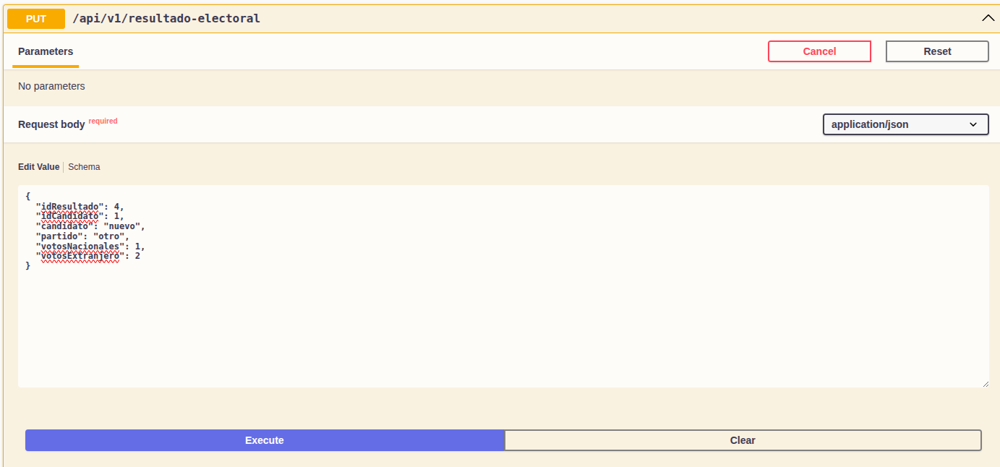 PUT /api/v1/resultado-electoral
Parameters
Cancel
Reset
No parameters
Request body required
application/json
Edit Value | Schema
{
  "idResultado": 4,
  "idCandidato": 1,
  "candidato": "nuevo",
  "partido": "otro",
  "votosNacionales": 1,
  "votosExtranjero": 2
}
Execute
Clear